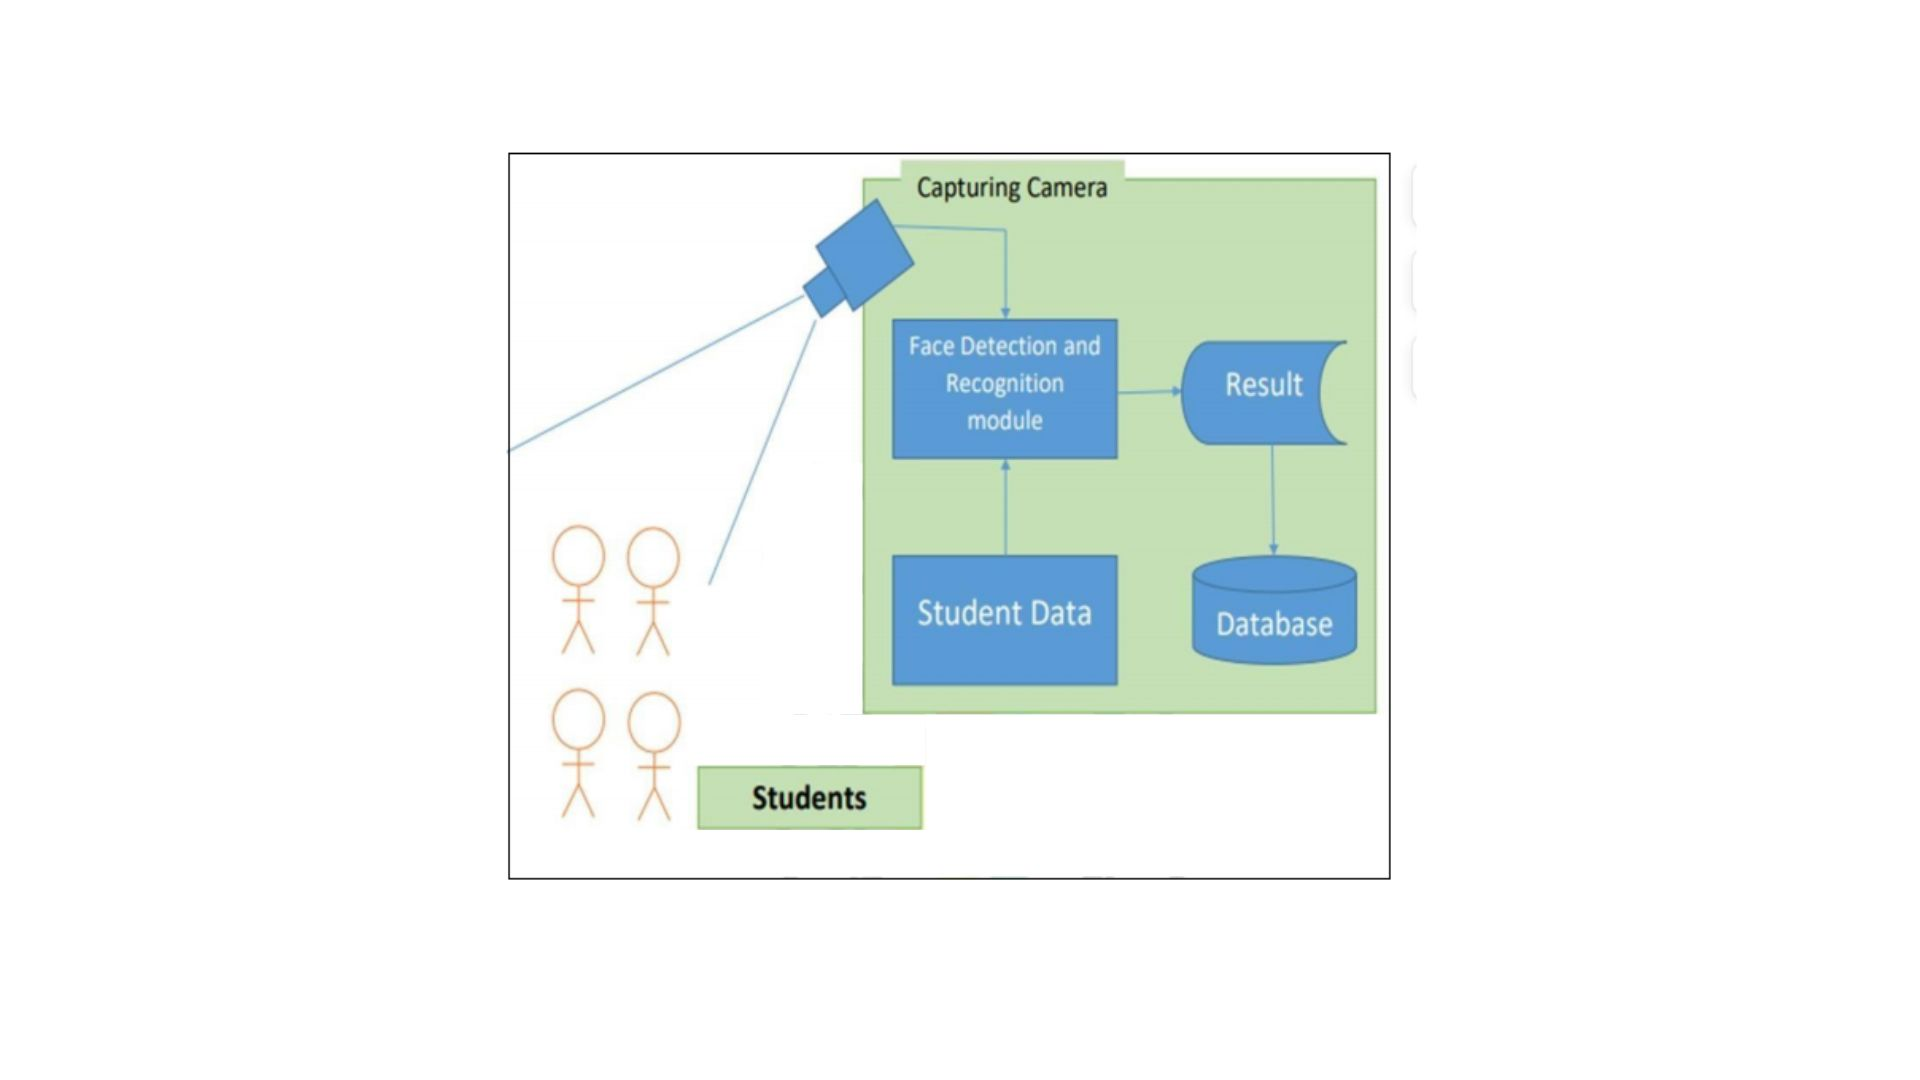 Capturing Camera
Face Detection and
Recognition
module
Result
Student Data
Database
Students